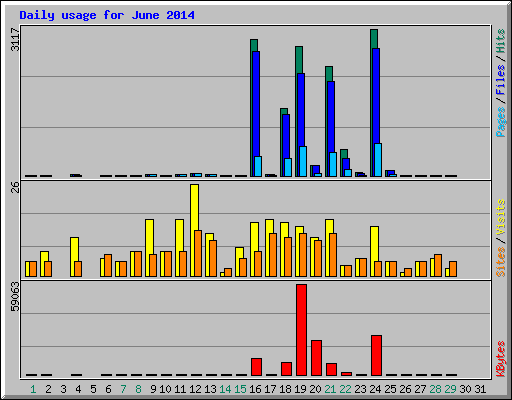 Daily usage for June 2014
3117
Pages / Files / Hits
26
Sites / Visits
59063
KBytes
1 2 3 4 5 6 7 8 9 10 11 12 13 14 15 16 17 18 19 20 21 22 23 24 25 26 27 28 29 30 31